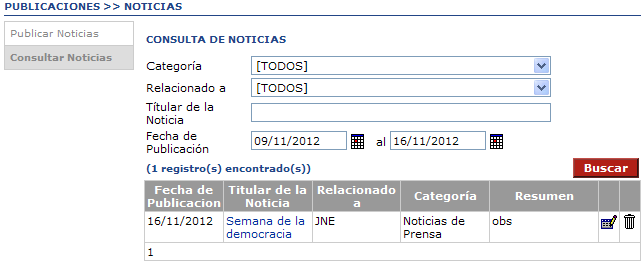 PUBLICACIONES >> NOTICIAS
Publicar Noticias
Consultar Noticias
CONSULTA DE NOTICIAS
Categoría [TODOS]
Relacionado a [TODOS]
Títular de la
Noticia
Fecha de
Publicación 09/11/2012 al 16/11/2012
(1 registro(s) encontrado(s)) Buscar
Fecha de Titular de la Relacionado Categoría Resumen
Publicacion Noticia a
16/11/2012 Semana de la JNE Noticias de obs
democracia Prensa
1